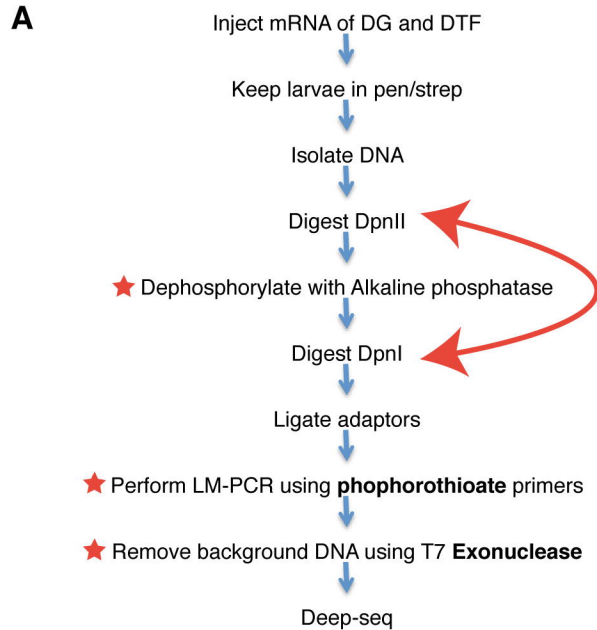 A
Inject mRNA of DG and DTF
Keep larvae in pen/strep
Isolate DNA
Digest DpnII
Dephosphorylate with Alkaline phosphatase
Digest DpnI
Ligate adaptors
Perform LM-PCR using phophorothioate primers
Remove background DNA using T7 Exonuclease
Deep-seq